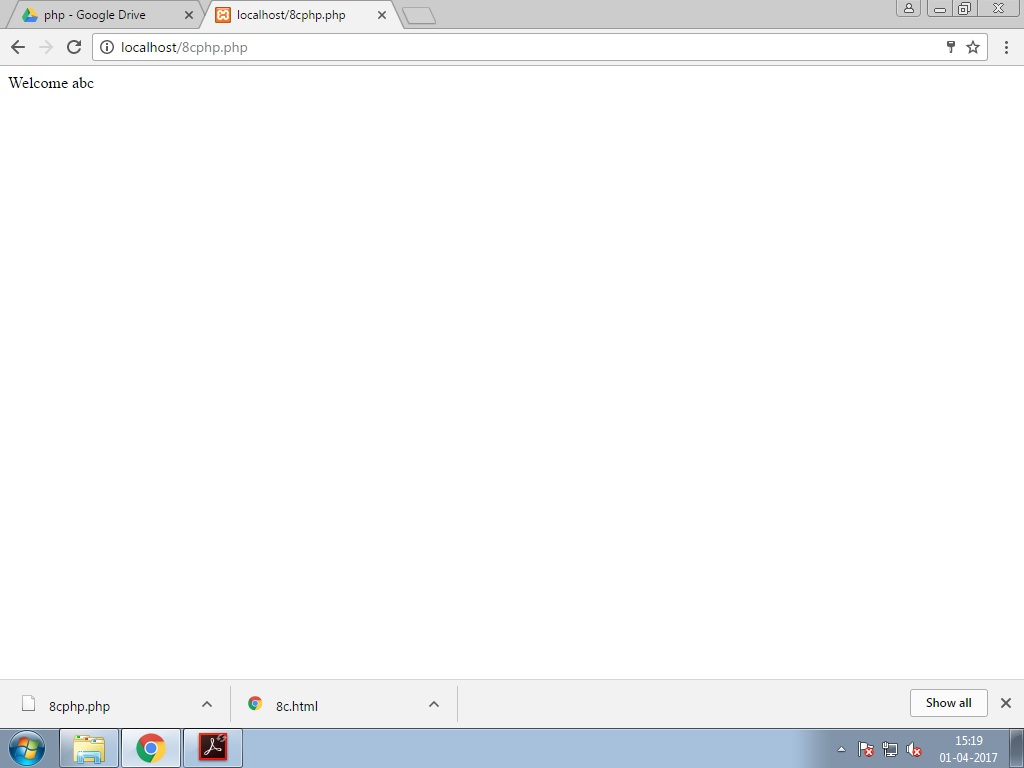 php - Google Drive
localhost/8cphp.php
localhost/8cphp.php
Welcome abc
8cphp.php
8c.html
Show all
15:19
01-04-2017